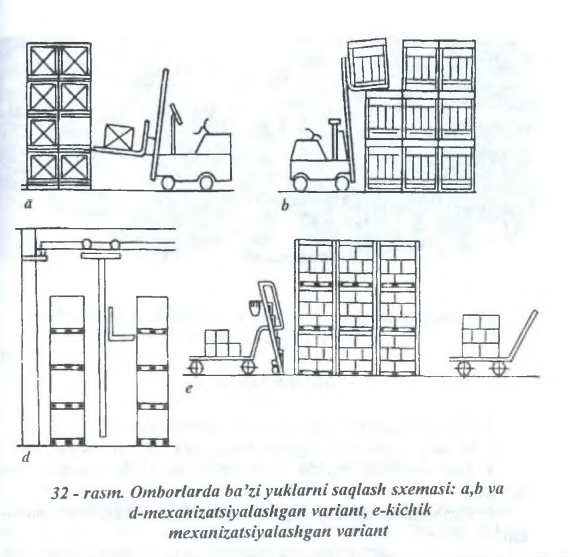 a
b
d
e
32 - rasm. Omborlarda ba’zi yuklarni saqlash sxemasi: a,b va
d-mexanizatsiyalashgan variant, e-kichik
mexanizatsiyalashgan variant